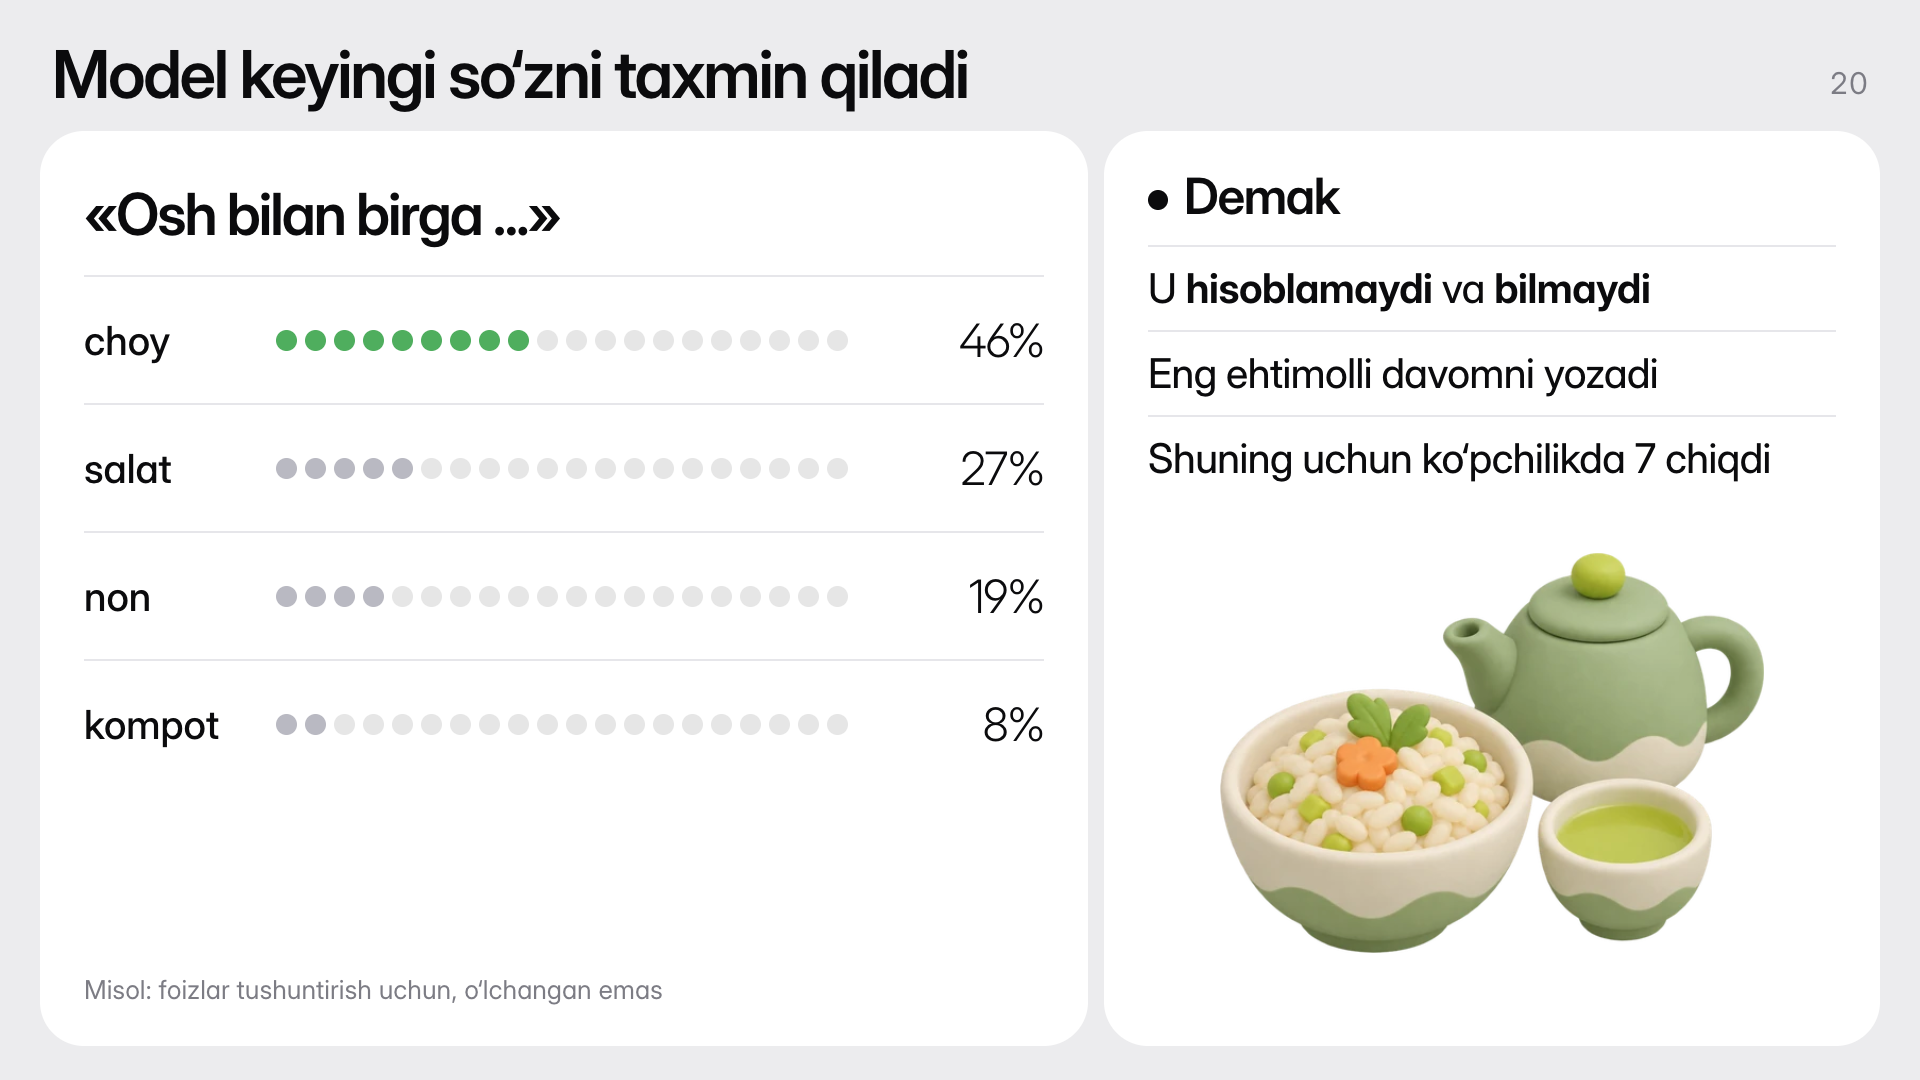 Model keyingi so‘zni taxmin qiladi
20
«Osh bilan birga ...»
choy 46%
salat 27%
non 19%
kompot 8%
Misol: foizlar tushuntirish uchun, o‘lchangan emas
• Demak
U hisoblamaydi va bilmaydi
Eng ehtimolli davomni yozadi
Shuning uchun ko‘pchilikda 7 chiqdi